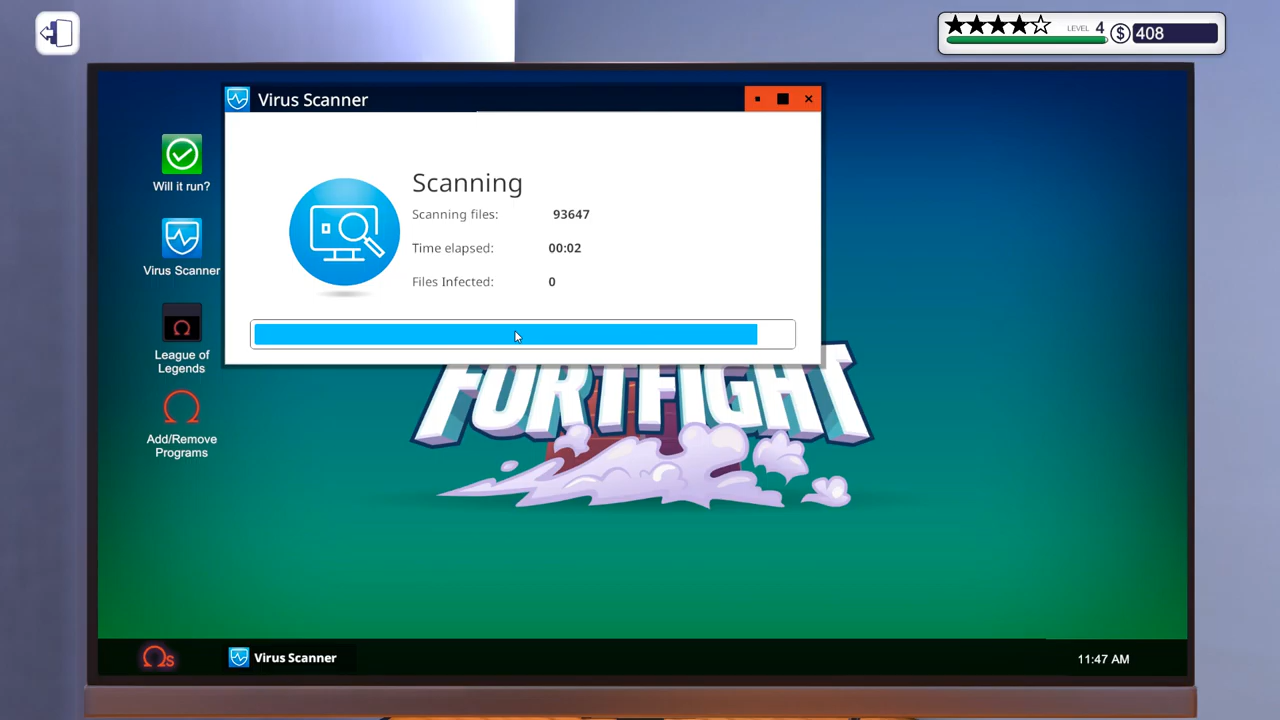 LEVEL 4 $ 408
Virus Scanner
Scanning
Scanning files: 93647
Time elapsed: 00:02
Files Infected: 0
Will it run?
Virus Scanner
League of
Legends
Add/Remove
Programs
FORTFIGHT
Ωs Virus Scanner 11:47 AM